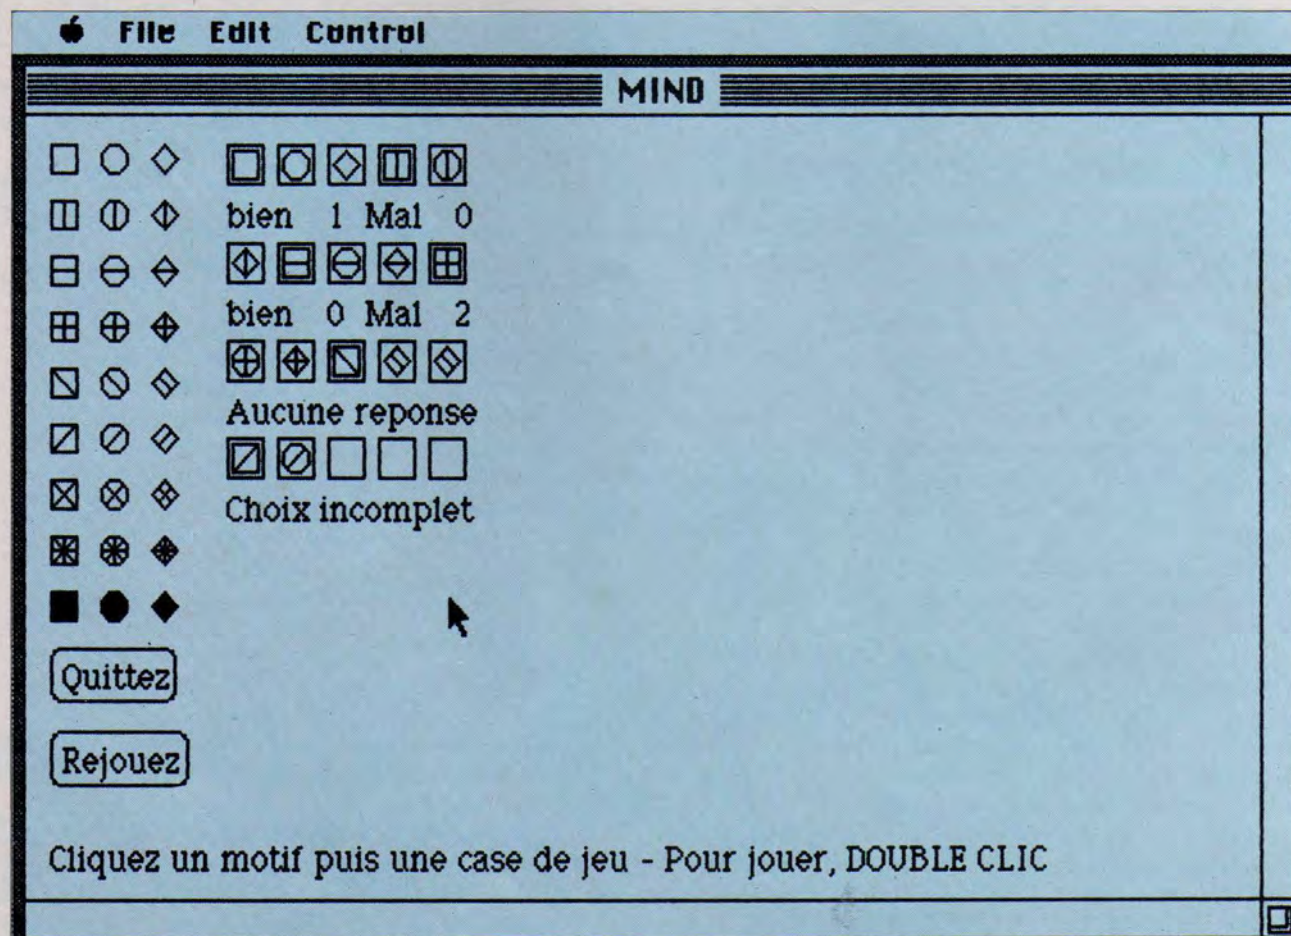 File Edit Control
MIND
bien 1 Mal 0
bien 0 Mal 2
Aucune reponse
Choix incomplet
Quittez
Rejouez
Cliquez un motif puis une case de jeu - Pour jouer, DOUBLE CLIC